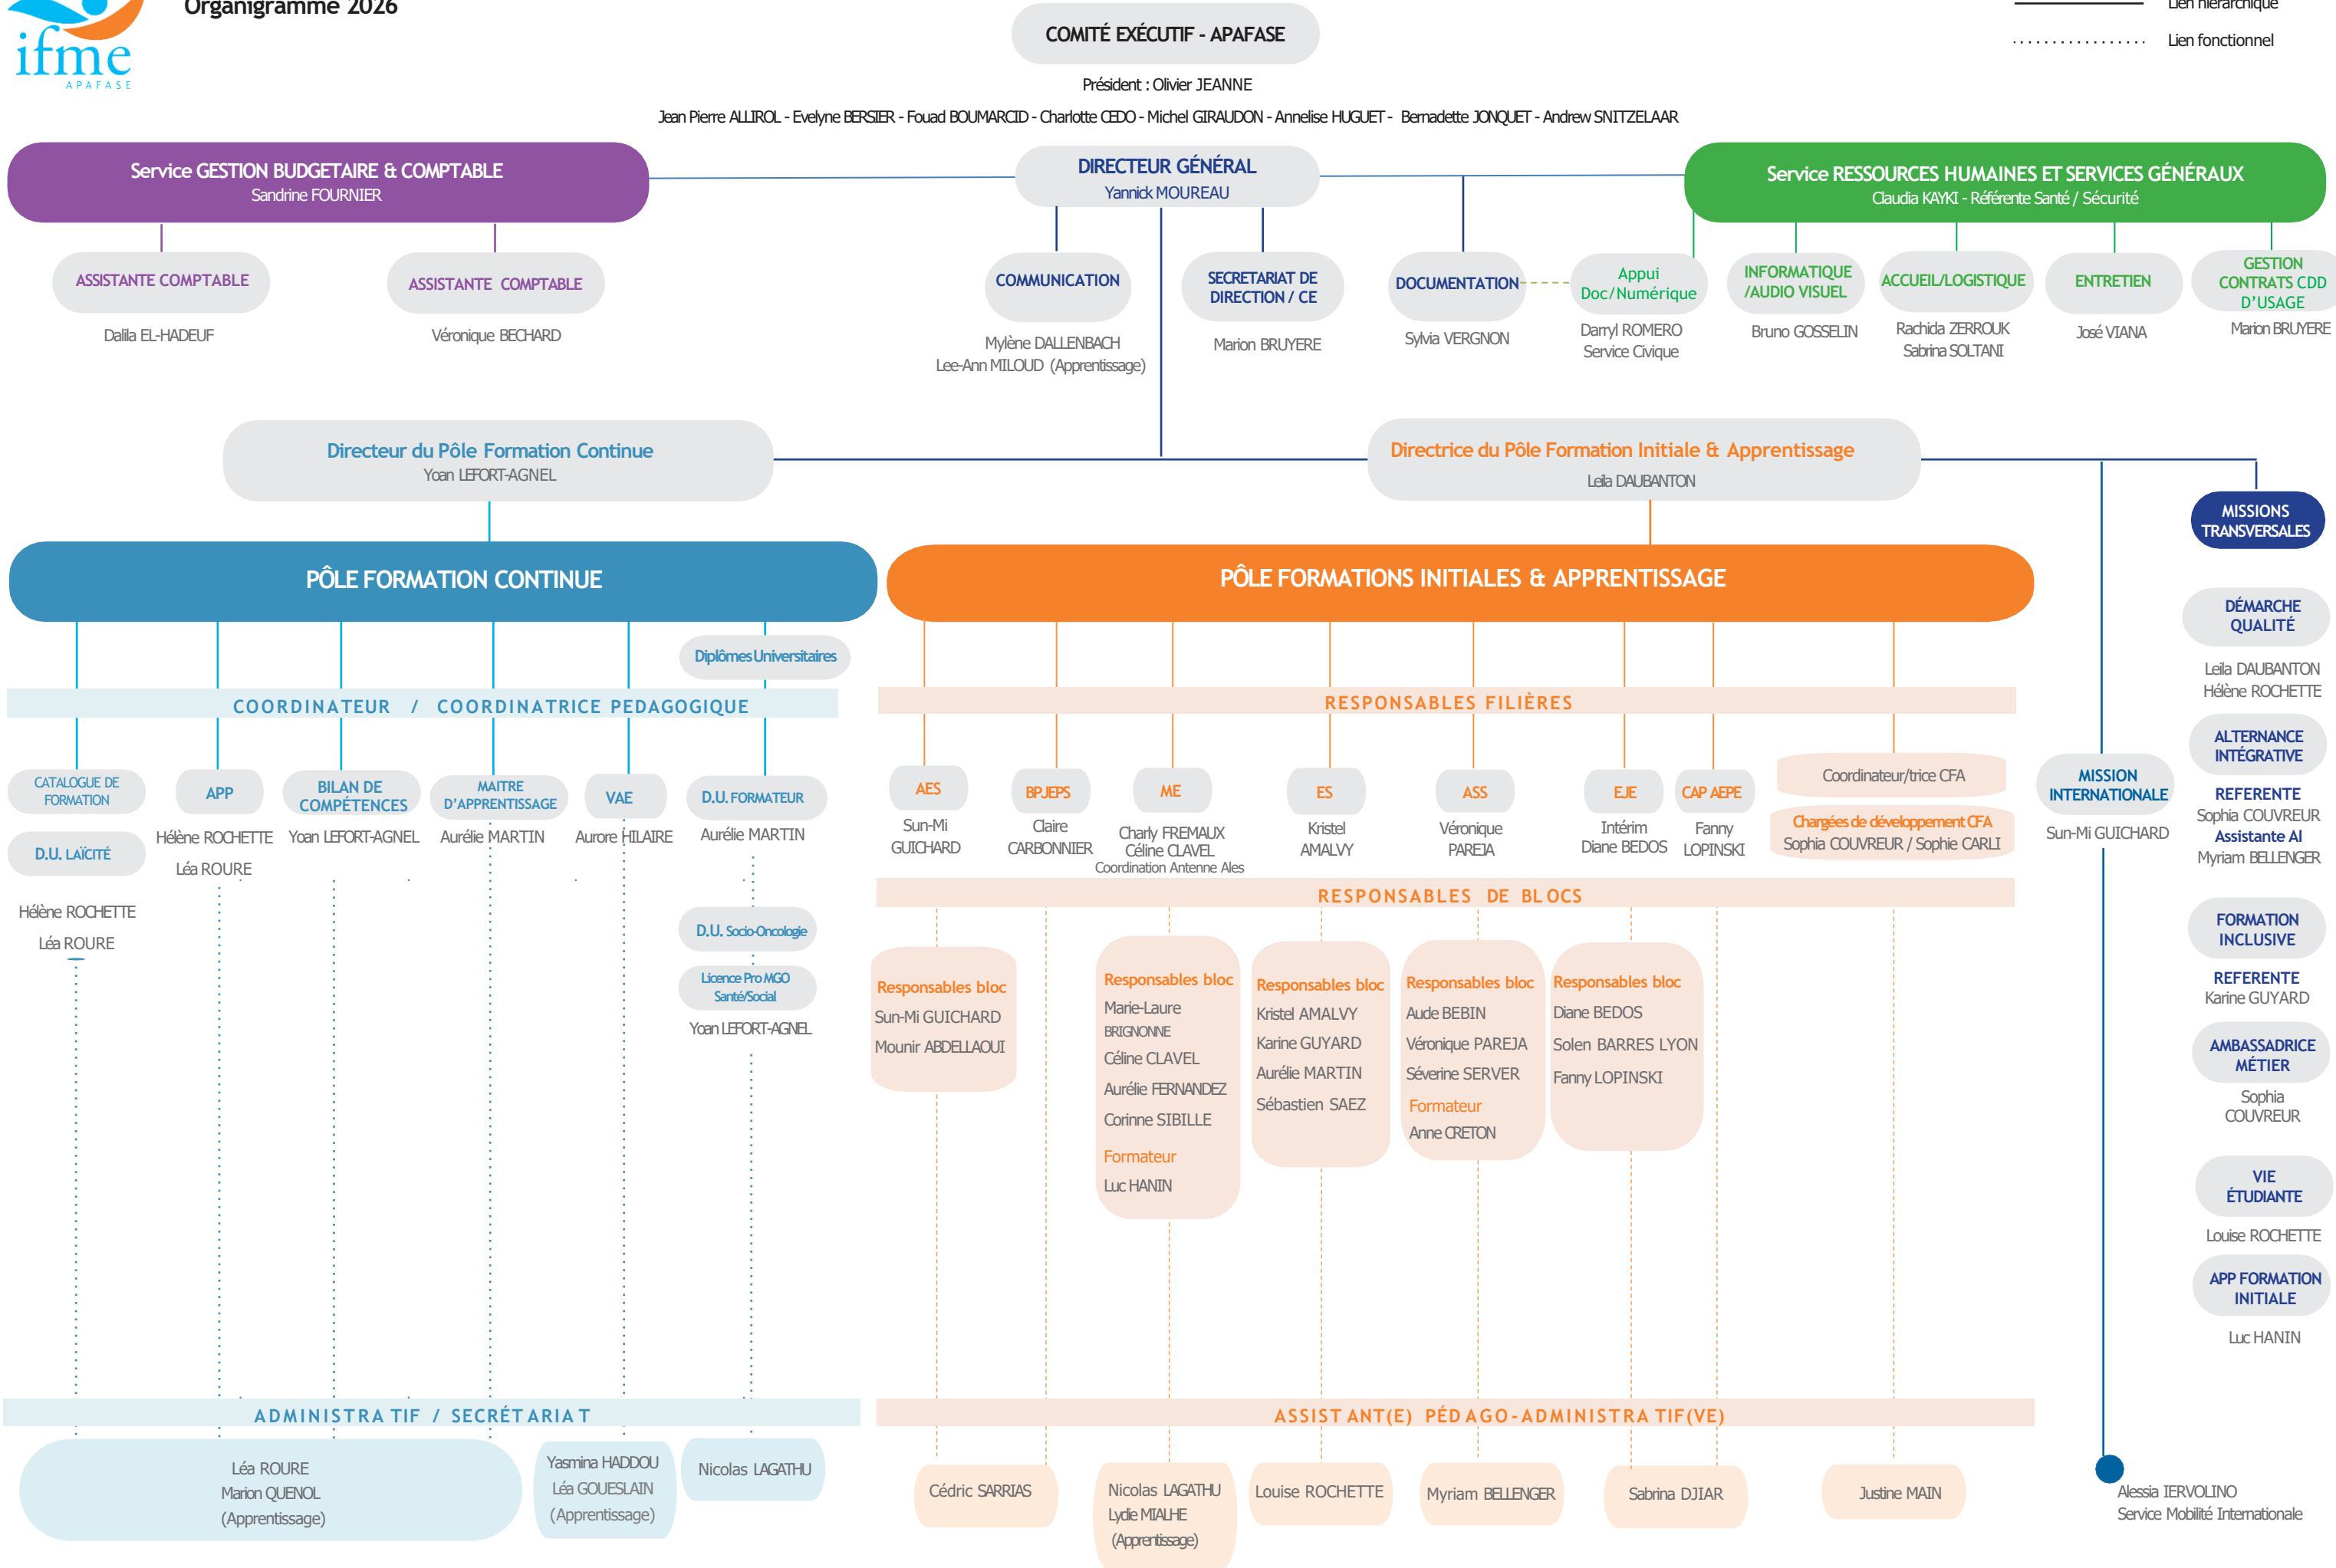 Organigramme 2026
ifme
APAFASE
Lien hiérarchique
Lien fonctionnel
COMITÉ EXÉCUTIF - APAFASE
Président : Olivier JEANNE
Jean Pierre ALLIROL - Evelyne BERSIER - Fouad BOUMARCID - Charlotte CEDO - Michel GIRAUDON - Annelise HUGUET - Bernadette JONQUET - Andrew SNITZELAAR
Service GESTION BUDGETAIRE & COMPTABLE
Sandrine FOURNIER
DIRECTEUR GÉNÉRAL
Yannick MOUREAU
Service RESSOURCES HUMAINES ET SERVICES GÉNÉRAUX
Claudia KAYKI - Référente Santé / Sécurité
ASSISTANTE COMPTABLE
Dalila EL-HADEUF
ASSISTANTE COMPTABLE
Véronique BECHARD
COMMUNICATION
Mylène DALLENBACH
Lee-Ann MILOUD (Apprentissage)
SECRETARIAT DE
DIRECTION / CE
Marion BRUYERE
DOCUMENTATION
Sylvia VERGNON
Appui
Doc/Numérique
Darryl ROMERO
Service Civique
INFORMATIQUE
/AUDIO VISUEL
Bruno GOSSELIN
ACCUEIL/LOGISTIQUE
Rachida ZERROUK
Sabrina SOLTANI
ENTRETIEN
José VIANA
GESTION
CONTRATS CDD
D'USAGE
Marion BRUYERE
Directeur du Pôle Formation Continue
Yoan LEFORT-AGNEL
Directrice du Pôle Formation Initiale & Apprentissage
Leila DAUBANTON
PÔLE FORMATION CONTINUE
Diplômes Universitaires
COORDINATEUR / COORDINATRICE PEDAGOGIQUE
CATALOGUE DE
FORMATION
D.U. LAÏCITÉ
Hélène ROCHETTE
Léa ROURE
APP
Hélène ROCHETTE
Léa ROURE
BILAN DE
COMPÉTENCES
Yoan LEFORT-AGNEL
MAITRE
D'APPRENTISSAGE
Aurélie MARTIN
VAE
Aurore HILAIRE
D.U. FORMATEUR
Aurélie MARTIN
D.U. Socio-Oncologie
Licence Pro MGO
Santé/Social
Yoan LEFORT-AGNEL
ADMINISTRATIF / SECRÉTARIAT
Léa ROURE
Marion QUENOL
(Apprentissage)
Yasmina HADDOU
Léa GOUESLAIN
(Apprentissage)
Nicolas LAGATHU
PÔLE FORMATIONS INITIALES & APPRENTISSAGE
RESPONSABLES FILIÈRES
AES
Sun-Mi
GUICHARD
BPJEPS
Claire
CARBONNIER
ME
Charly FREMAUX
Céline CLAVEL
Coordination Antenne Ales
ES
Kristel
AMALVY
ASS
Véronique
PAREJA
EJE
Intérim
Diane BEDOS
CAP AEPE
Fanny
LOPINSKI
Coordinateur/trice CFA
Chargées de développement CFA
Sophia COUVREUR / Sophie CARLI
RESPONSABLES DE BLOCS
Responsables bloc
Sun-Mi GUICHARD
Mounir ABDELLAOUI
Responsables bloc
Marie-Laure
BRIGNONNE
Céline CLAVEL
Aurélie FERNANDEZ
Corinne SIBILLE
Formateur
Luc HANIN
Responsables bloc
Kristel AMALVY
Karine GUYARD
Aurélie MARTIN
Sébastien SAEZ
Responsables bloc
Aude BEBIN
Véronique PAREJA
Séverine SERVER
Formateur
Anne CRETON
Responsables bloc
Diane BEDOS
Solen BARRES LYON
Fanny LOPINSKI
ASSISTANT(E) PÉDAGO-ADMINISTRATIF(VE)
Cédric SARRIAS
Nicolas LAGATHU
Lydie MIALHE
(Apprentissage)
Louise ROCHETTE
Myriam BELLENGER
Sabrina DJIAR
Justine MAIN
MISSION
INTERNATIONALE
Sun-Mi GUICHARD
Alessia IERVOLINO
Service Mobilité Internationale
MISSIONS
TRANSVERSALES
DÉMARCHE
QUALITÉ
Leila DAUBANTON
Hélène ROCHETTE
ALTERNANCE
INTÉGRATIVE
REFERENTE
Sophia COUVREUR
Assistante AI
Myriam BELLENGER
FORMATION
INCLUSIVE
REFERENTE
Karine GUYARD
AMBASSADRICE
MÉTIER
Sophia
COUVREUR
VIE
ÉTUDIANTE
Louise ROCHETTE
APP FORMATION
INITIALE
Luc HANIN